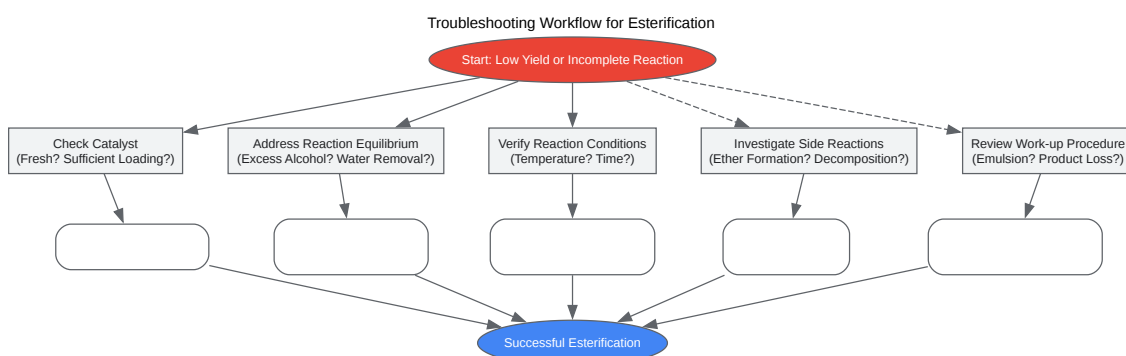 Troubleshooting Workflow for Esterification
Start: Low Yield or Incomplete Reaction
Check Catalyst
(Fresh? Sufficient Loading?)
Address Reaction Equilibrium
(Excess Alcohol? Water Removal?)
Verify Reaction Conditions
(Temperature? Time?)
Investigate Side Reactions
(Ether Formation? Decomposition?)
Review Work-up Procedure
(Emulsion? Product Loss?)
Successful Esterification